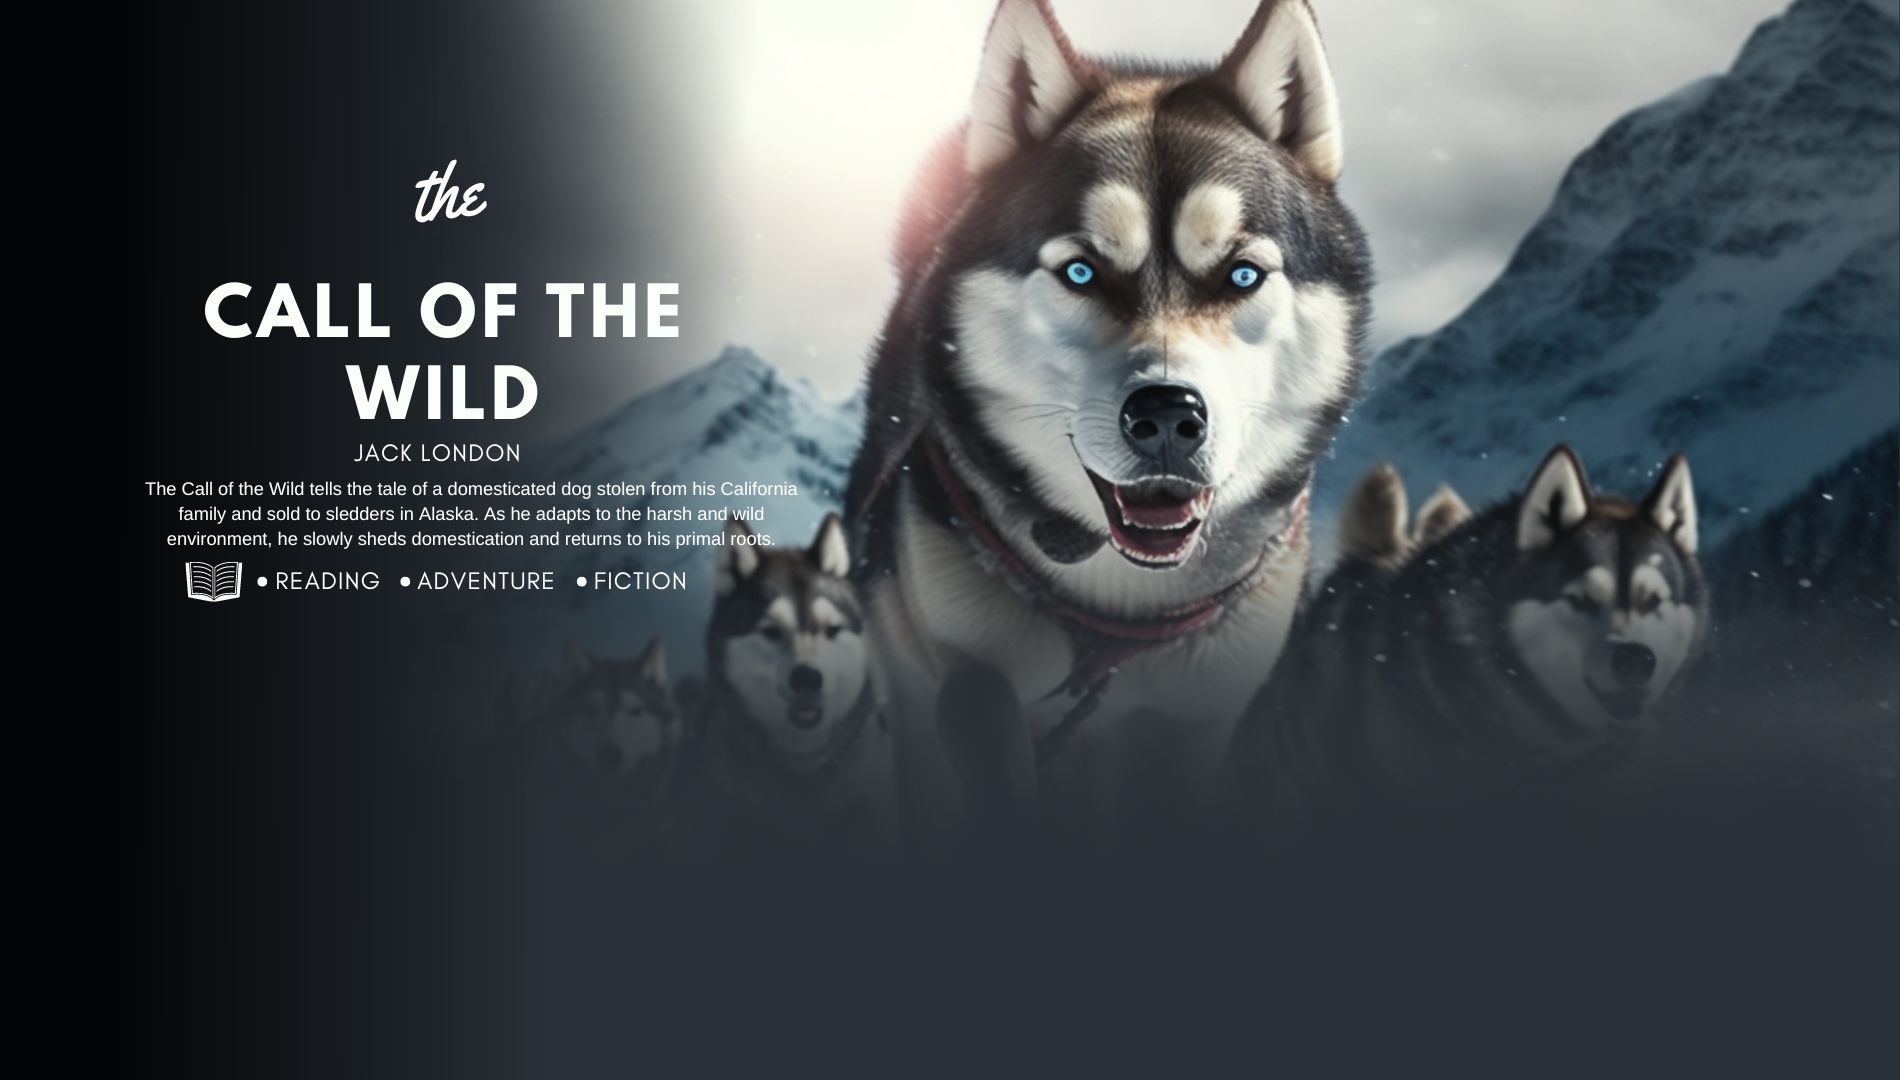 the
CALL OF THE
WILD
JACK LONDON
The Call of the Wild tells the tale of a domesticated dog stolen from his California
family and sold to sledders in Alaska. As he adapts to the harsh and wild
environment, he slowly sheds domestication and returns to his primal roots.
• READING • ADVENTURE • FICTION